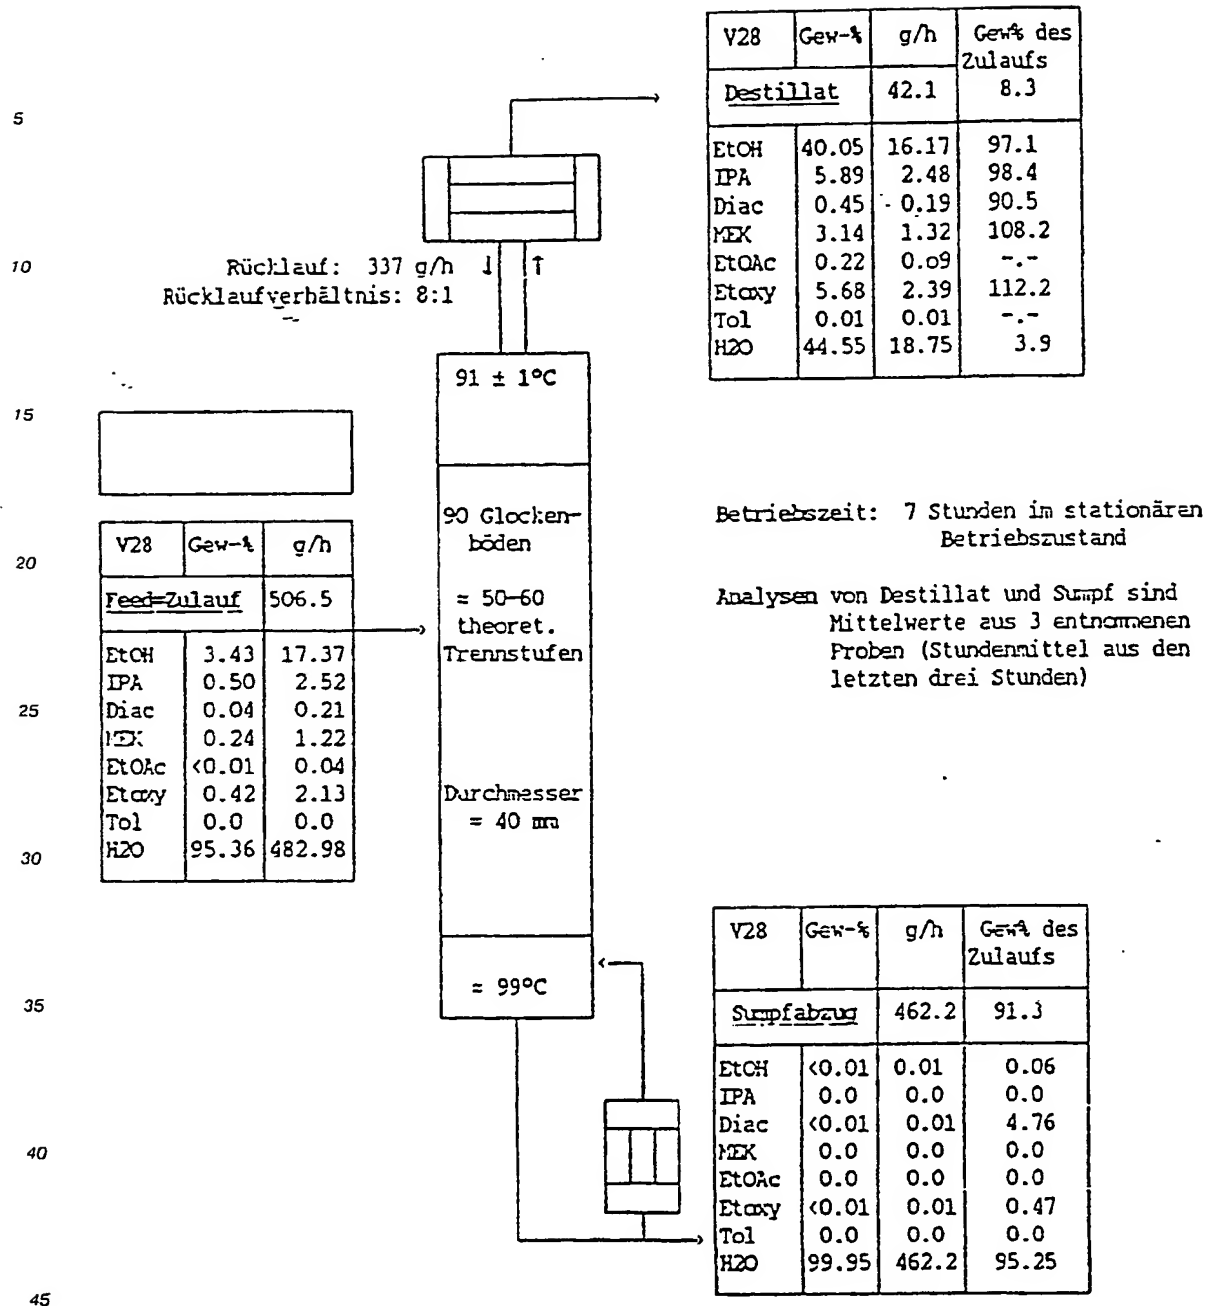 V28 Gew-% g/h Gew% des
Zulaufs
Destillat 42.1 8.3
EtOH 40.05 16.17 97.1
IPA 5.89 2.48 98.4
Diac 0.45 0.19 90.5
MEK 3.14 1.32 108.2
EtOAc 0.22 0.o9 -.-
Etoxy 5.68 2.39 112.2
Tol 0.01 0.01 -.-
H2O 44.55 18.75 3.9
5
10
15
20
25
30
35
40
45
Rücklauf: 337 g/h ↓ ↑
Rücklaufverhältnis: 8:1
91 ± 1°C
90 Glocken-
böden
= 50-60
theoret.
Trennstufen
Durchmesser
= 40 mm
= 99°C
V28 Gew-% g/h
Feed=Zulauf 506.5
EtOH 3.43 17.37
IPA 0.50 2.52
Diac 0.04 0.21
MEK 0.24 1.22
EtOAc <0.01 0.04
Etoxy 0.42 2.13
Tol 0.0 0.0
H2O 95.36 482.98
Betriebszeit: 7 Stunden im stationären
Betriebszustand
Analysen von Destillat und Sumpf sind
Mittelwerte aus 3 entnommenen
Proben (Stundenmittel aus den
letzten drei Stunden)
V28 Gew-% g/h Gew% des
Zulaufs
Sumpfabzug 462.2 91.3
EtOH <0.01 0.01 0.06
IPA 0.0 0.0 0.0
Diac <0.01 0.01 4.76
MEK 0.0 0.0 0.0
EtOAc 0.0 0.0 0.0
Etoxy <0.01 0.01 0.47
Tol 0.0 0.0 0.0
H2O 99.95 462.2 95.25